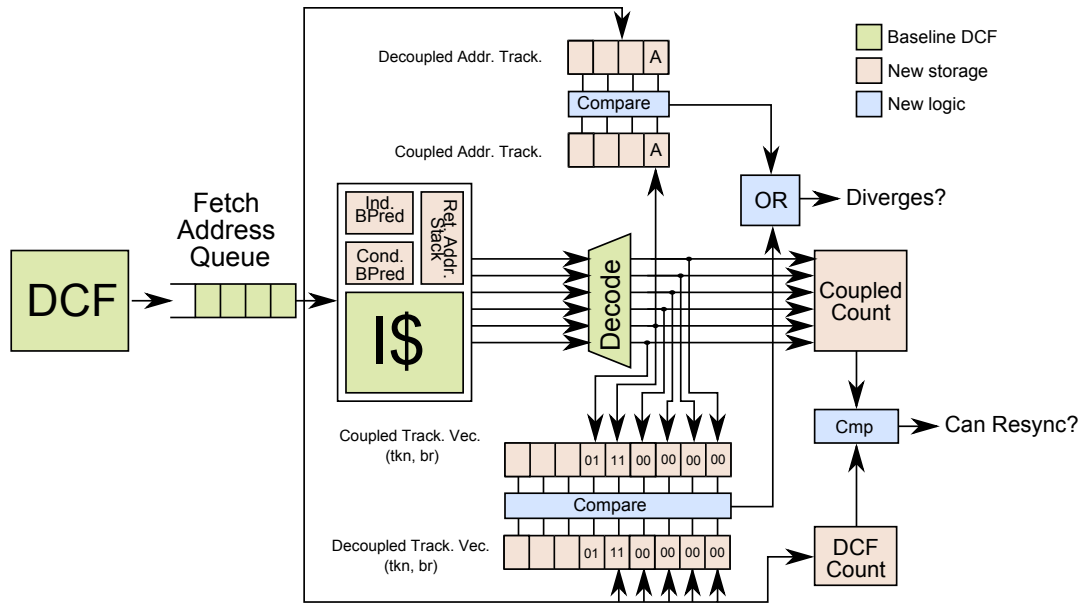 Decoupled Addr. Track.
A
Compare
Coupled Addr. Track.
A
Baseline DCF
New storage
New logic
OR
Diverges?
Fetch
Address
Queue
DCF
Ind.
BPred
Cond.
BPred
Ret. Addr.
Stack
I$
Decode
Coupled
Count
Cmp
Can Resync?
DCF
Count
Coupled Track. Vec.
(tkn, br)
01 11 00 00 00 00
Compare
Decoupled Track. Vec.
(tkn, br)
01 11 00 00 00 00